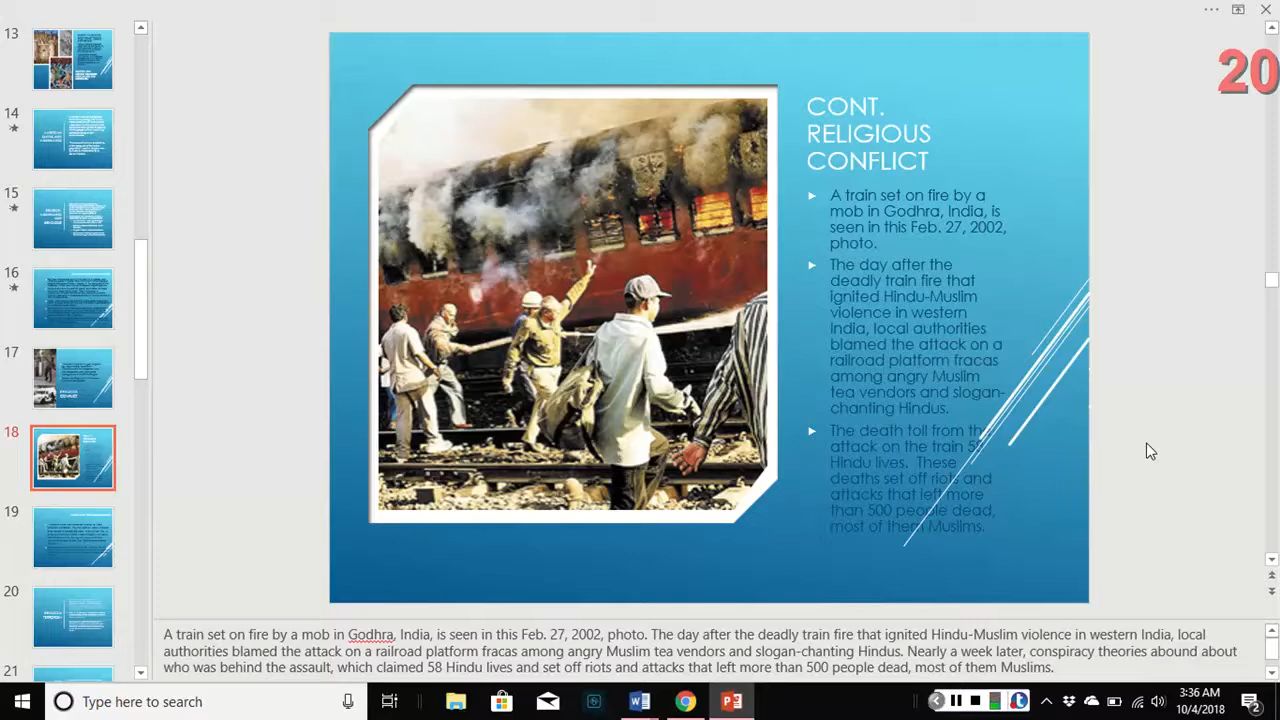 20
13
14
15
16
17
18
19
20
21
CONT.
RELIGIOUS
CONFLICT
A train set on fire by a
mob in Godhra, India, is
seen in this Feb. 27, 2002,
photo.
The day after the
deadly train fire that
ignited Hindu-Muslim
violence in western
India, local authorities
blamed the attack on a
railroad platform fracas
among angry Muslim
tea vendors and slogan-
chanting Hindus.
The death toll from the
attack on the train 58
Hindu lives. These
deaths set off riots and
attacks that left more
than 500 people dead,
most of them Muslims.
A train set on fire by a mob in Godhra, India, is seen in this Feb. 27, 2002, photo. The day after the deadly train fire that ignited Hindu-Muslim violence in western India, local
authorities blamed the attack on a railroad platform fracas among angry Muslim tea vendors and slogan-chanting Hindus. Nearly a week later, conspiracy theories abound about
who was behind the assault, which claimed 58 Hindu lives and set off riots and attacks that left more than 500 people dead, most of them Muslims.
Type here to search
3:36 AM
10/4/2018
2